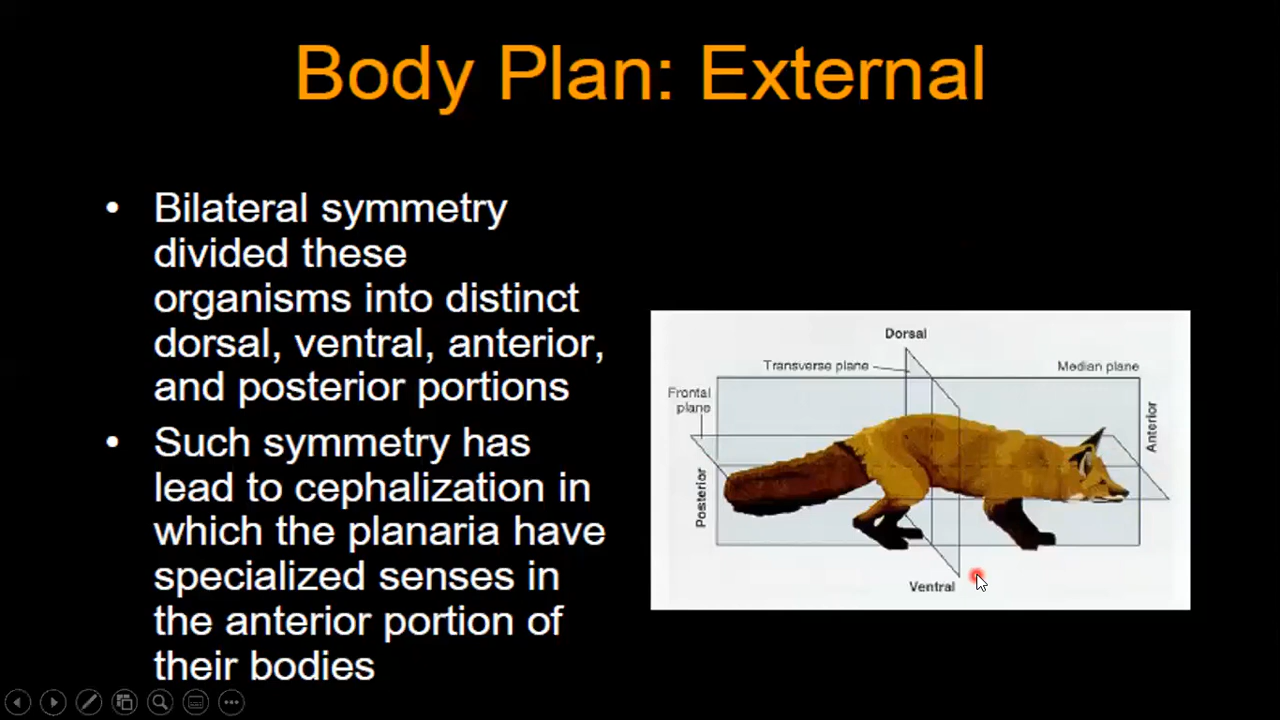 Body Plan: External
• Bilateral symmetry
divided these
organisms into distinct
dorsal, ventral, anterior,
and posterior portions
• Such symmetry has
lead to cephalization in
which the planaria have
specialized senses in
the anterior portion of
their bodies
Dorsal
Transverse plane
Median plane
Frontal
plane
Anterior
Posterior
Ventral